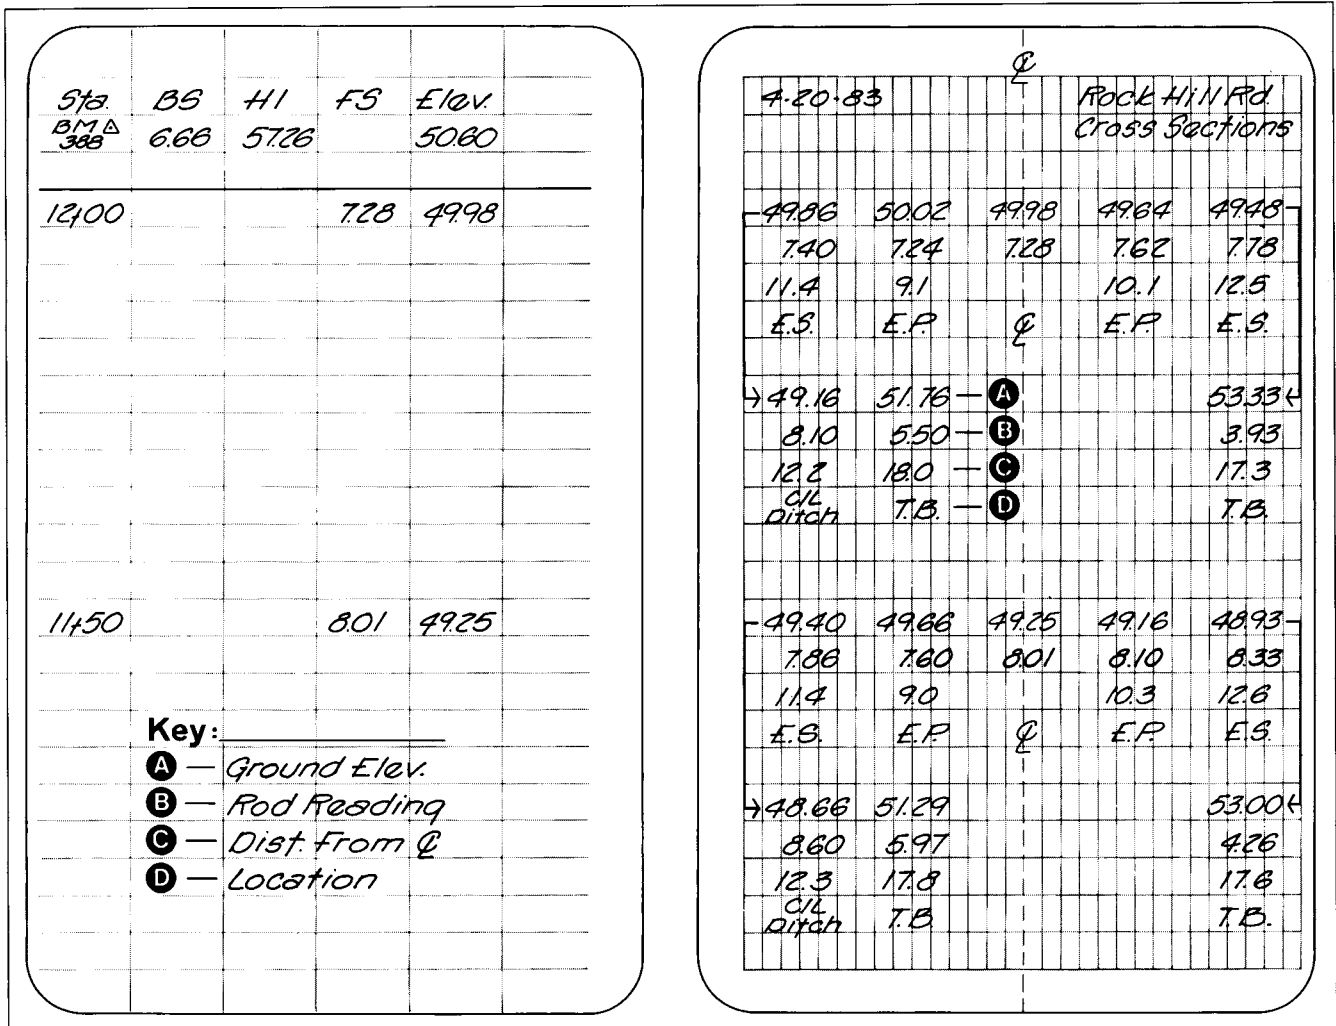 Sta. BS HI FS Elev.
BM △ 388 6.66 57.26 50.60
12+00 7.28 49.98
11+50 8.01 49.25
Key:
A — Ground Elev.
B — Rod Reading
C — Dist. From ℄
D — Location
℄
4·20·83 Rock Hill Rd.
Cross Sections
49.86 50.02 49.98 49.64 49.48
7.40 7.24 7.28 7.62 7.78
11.4 9.1 10.1 12.5
E.S. E.P. ℄ E.P. E.S.
→49.16 51.76 — A 53.33←
8.10 5.50 — B 3.93
12.2 18.0 — C 17.3
C/L Ditch T.B. — D T.B.
49.40 49.66 49.25 49.16 48.93
7.86 7.60 8.01 8.10 8.33
11.4 9.0 10.3 12.6
E.S. E.P. ℄ E.P. E.S.
→48.66 51.29 53.00←
8.60 5.97 4.26
12.3 17.8 17.6
C/L Ditch T.B. T.B.